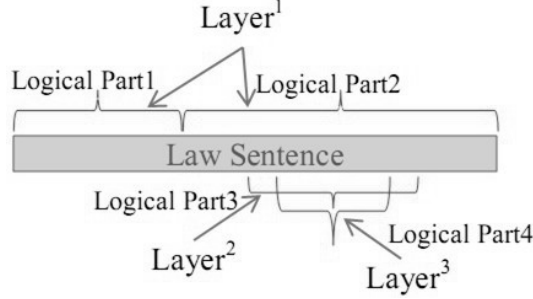 Layer¹
Logical Part1 Logical Part2
Law Sentence
Logical Part3
Logical Part4
Layer²
Layer³